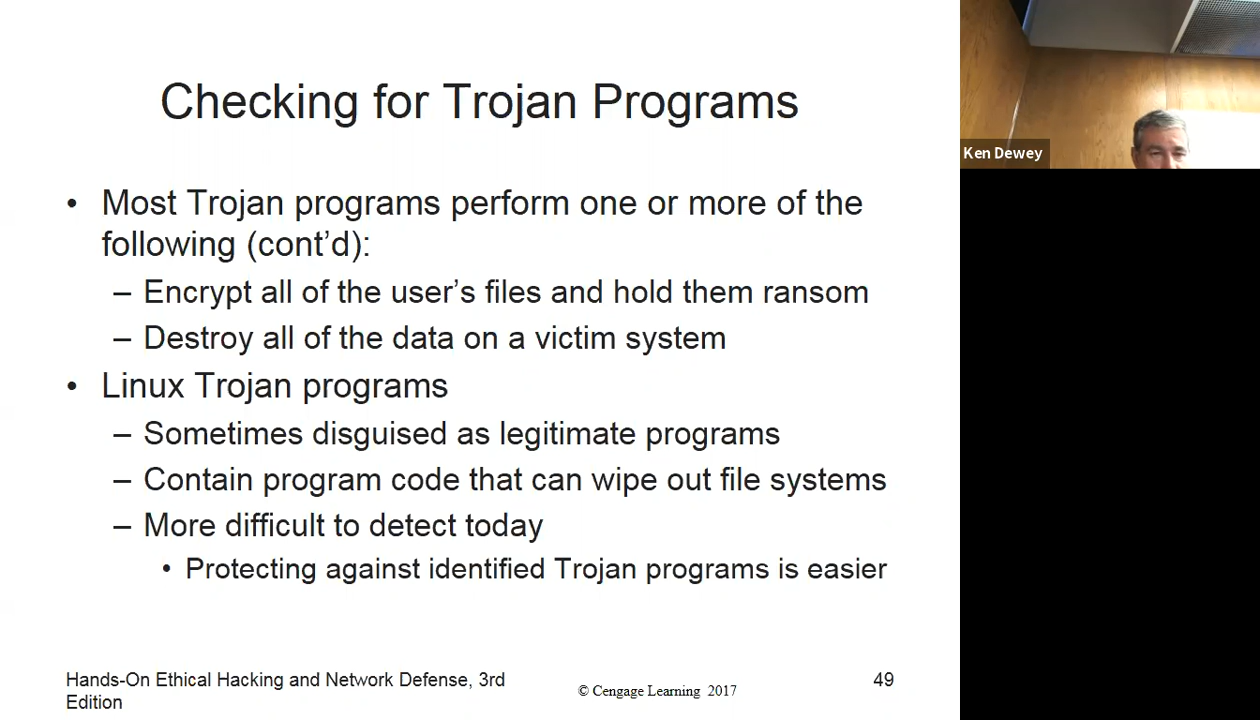 Checking for Trojan Programs
Ken Dewey
• Most Trojan programs perform one or more of the
following (cont’d):
– Encrypt all of the user’s files and hold them ransom
– Destroy all of the data on a victim system
• Linux Trojan programs
– Sometimes disguised as legitimate programs
– Contain program code that can wipe out file systems
– More difficult to detect today
• Protecting against identified Trojan programs is easier
Hands-On Ethical Hacking and Network Defense, 3rd
Edition
© Cengage Learning 2017
49